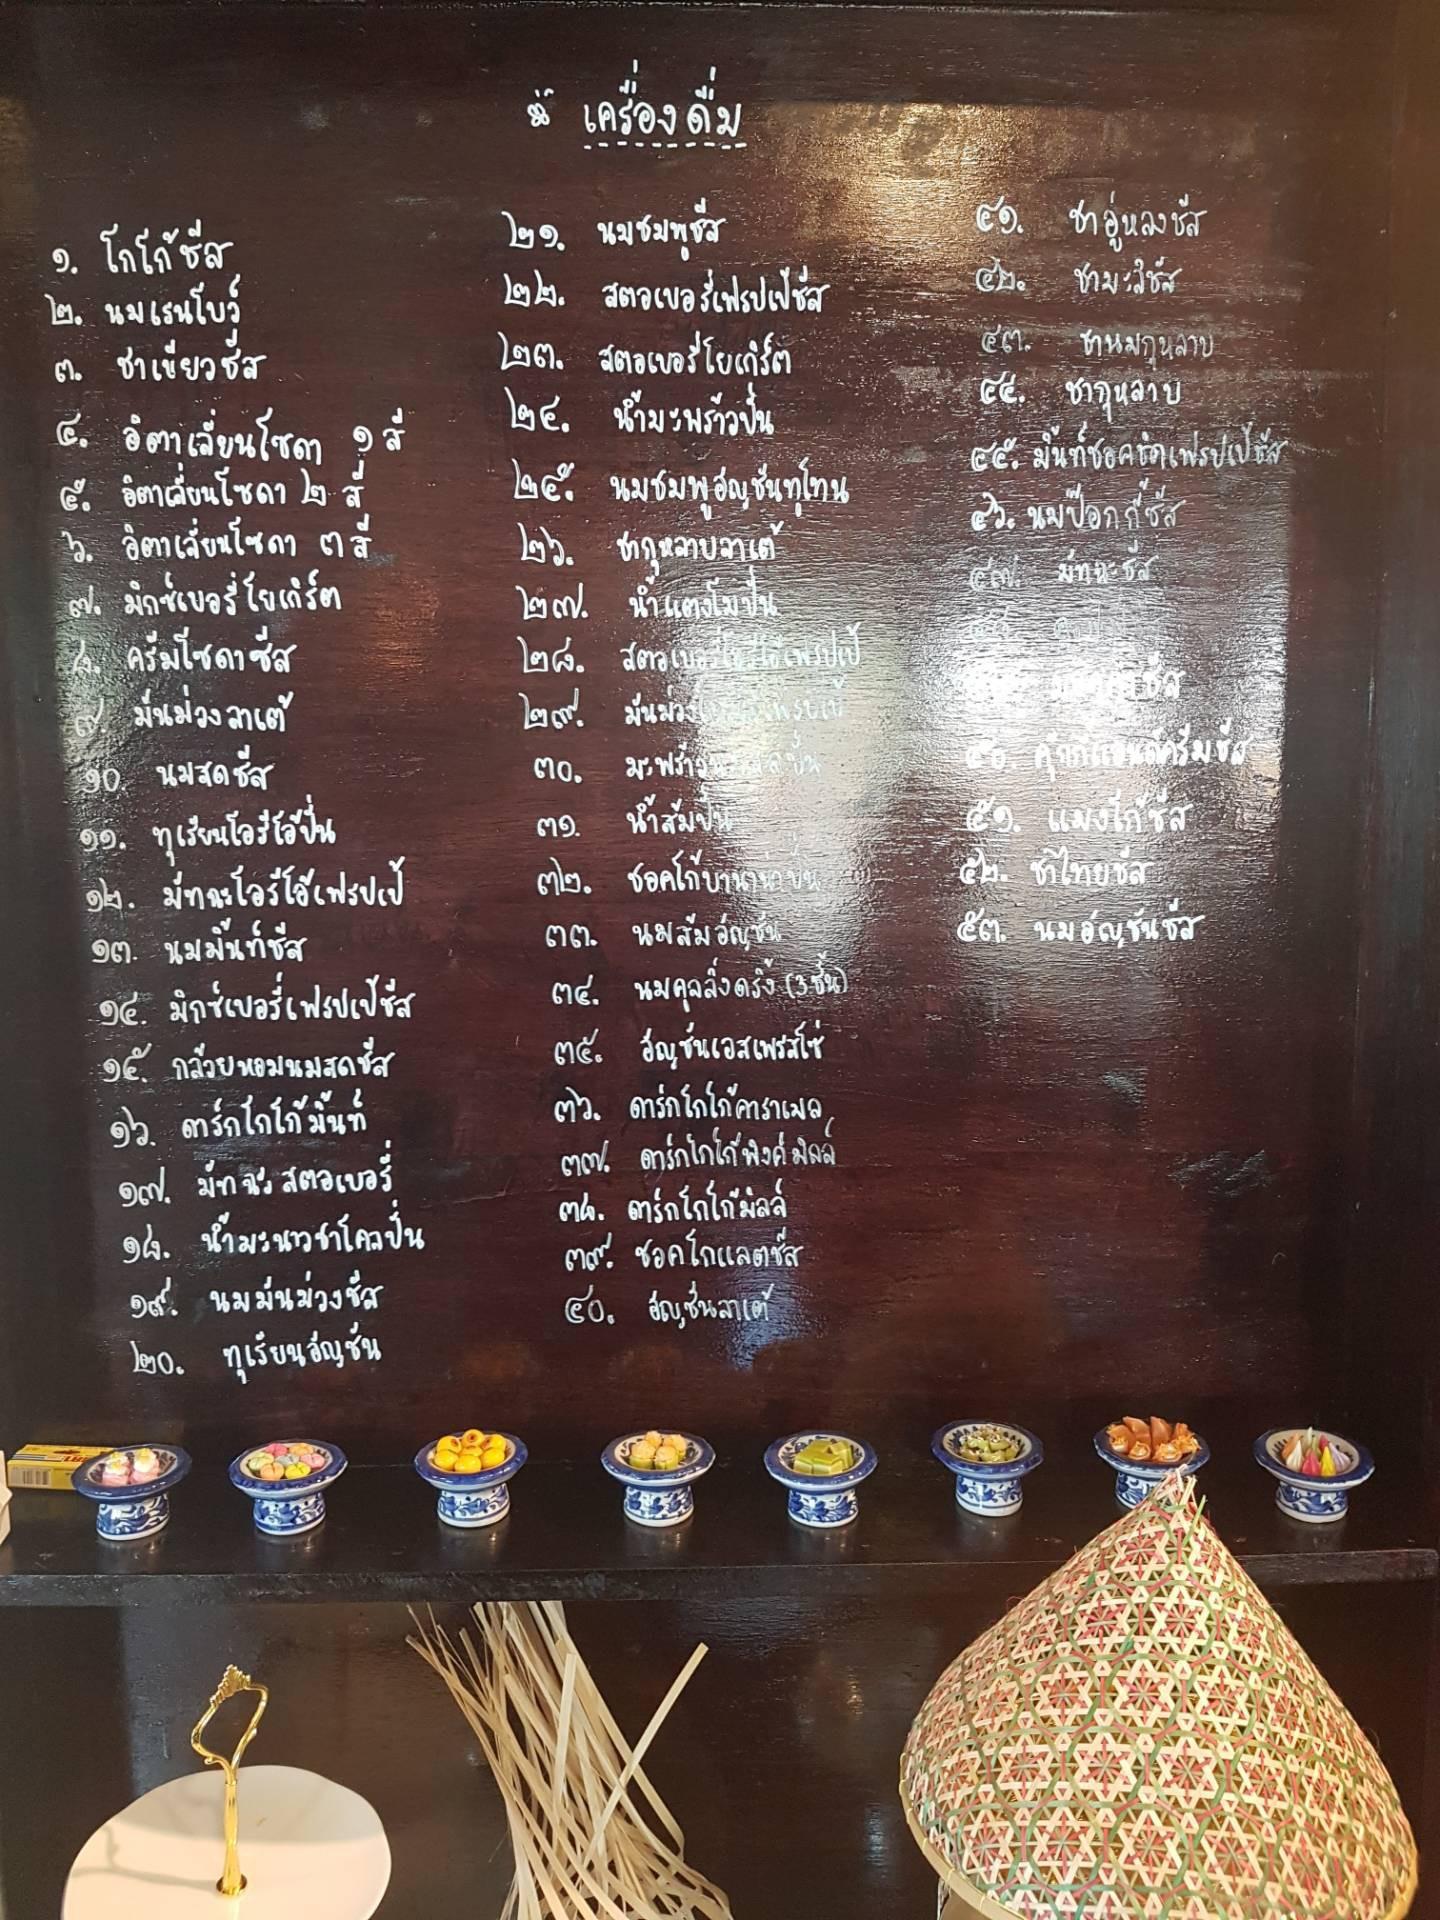 เครื่องดื่ม
๑. โกโก้ชีส
๒. นมเรนโบว์
๓. ชาเขียวชีส
๔. อิตาเลี่ยนโซดา ๑ สี
๕. อิตาเลี่ยนโซดา ๒ สี
๖. อิตาเลี่ยนโซดา ๓ สี
๗. มิกซ์เบอรี่โยเกิร์ต
๘. ครีมโซดาชีส
๙. มันม่วงลาเต้
๑๐ นมสดชีส
๑๑. ทุเรียนโอรีโอ้ปั่น
๑๒. มัทฉะโอรีโอ้เฟรปเป้
๑๓. นมมิ้นท์ชีส
๑๔. มิกซ์เบอรี่เฟรปเป้ชีส
๑๕. กล้วยหอมนมสดชีส
๑๖. ดาร์กโกโก้มิ้นท์
๑๗. มัทฉะสตอเบอรี่
๑๘. น้ำมะนาวชาโคลปั่น
๑๙. นมมันม่วงชีส
๒๐. ทุเรียนอัญชัน
๒๑. นมชมพูชีส
๒๒. สตอเบอรี่เฟรปเป้ชีส
๒๓. สตอเบอรี่โยเกิร์ต
๒๔. น้ำมะพร้าวปั่น
๒๕. นมชมพูอัญชันทูโทน
๒๖. ชากุหลาบลาเต้
๒๗. น้ำแตงโมปั่น
๒๘. สตอเบอรี่โอรีโอ้เฟรปเป้
๒๙. มันม่วงโอรีโอ้เฟรปเป้
๓๐. มะพร้าวนมสดปั่น
๓๑. น้ำส้มปั่น
๓๒. ชอคโก้บานาน่าปั่น
๓๓. นมส้มอัญชัน
๓๔. นมคุลลิ่งดริ้ง (3 ชั้น)
๓๕. อัญชันเอสเพรสโซ่
๓๖. ดาร์กโกโก้คาราเมล
๓๗. ดาร์กโกโก้พิงค์มิลล์
๓๘. ดาร์กโกโก้มิลล์
๓๙. ชอคโกแลตชีส
๔๐. อัญชันลาเต้
๔๑. ชาอู่หลงชีส
๔๒. ชามะลิชีส
๔๓. ชานมกุหลาบ
๔๔. ชากุหลาบ
๔๕. มิ้นท์ชอคชิดเฟรปเป้ชีส
๔๖. นมป๊อกกี้ชีส
๔๗. มัทฉะชีส
๔๘.
ชีส
๕๐. คุ๊กกี้แอนด์ครีมชีส
๕๑. แมงโก้ชีส
๕๒. ชาไทยชีส
๕๓. นมอัญชันชีส